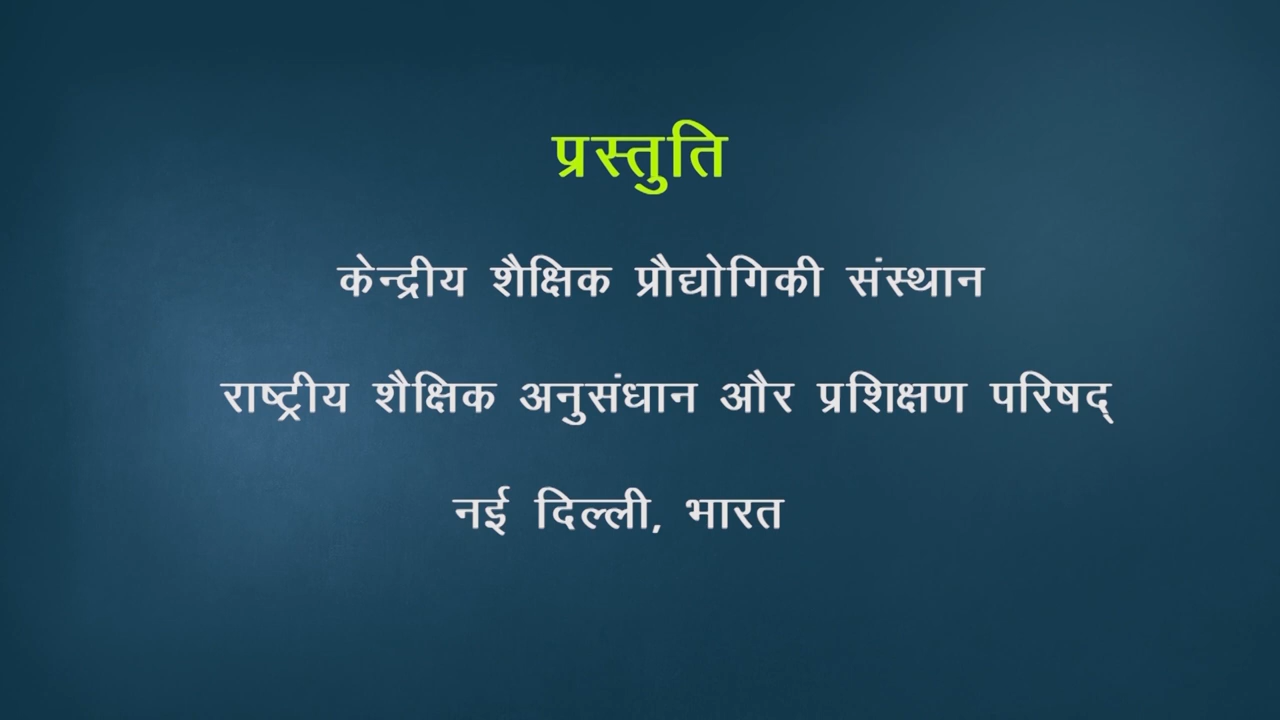 प्रस्तुति
केन्द्रीय शैक्षिक प्रौद्योगिकी संस्थान
राष्ट्रीय शैक्षिक अनुसंधान और प्रशिक्षण परिषद्
नई दिल्ली, भारत